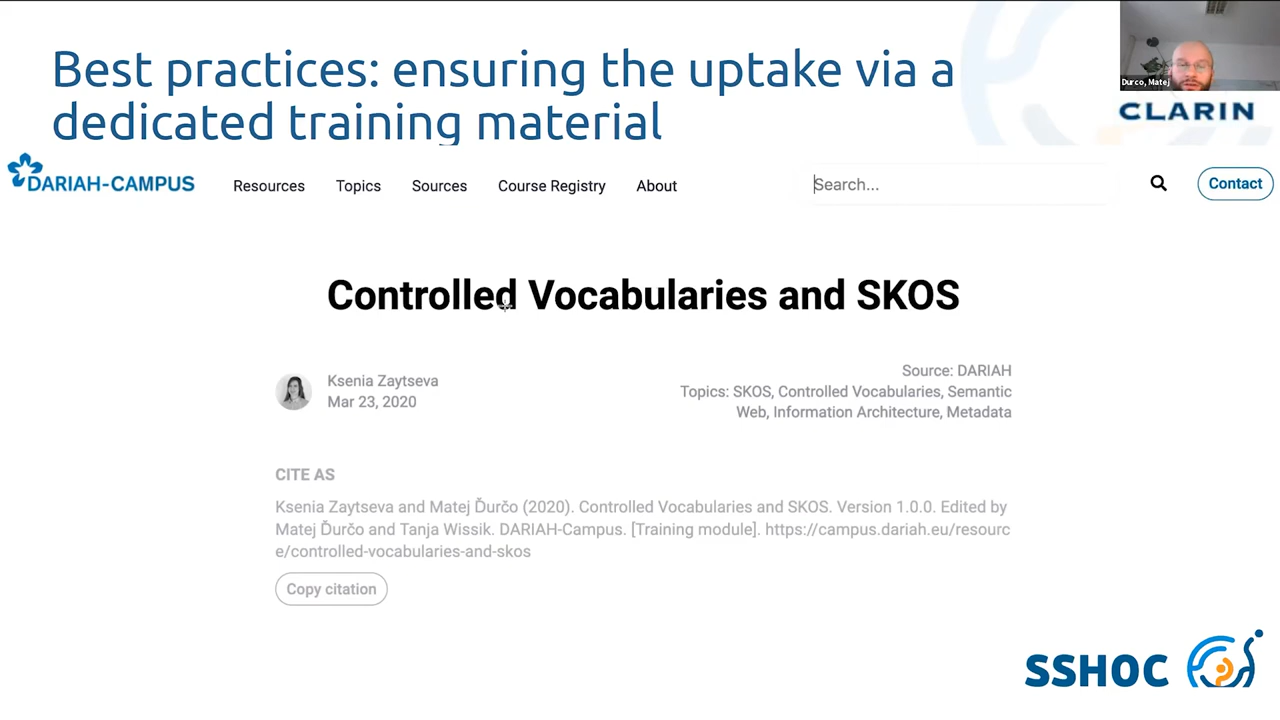 Best practices: ensuring the uptake via a
dedicated training material
Durco, Matej
CLARIN
DARIAH-CAMPUS
Resources
Topics
Sources
Course Registry
About
Search...
Contact
Controlled Vocabularies and SKOS
Ksenia Zaytseva
Mar 23, 2020
Source: DARIAH
Topics: SKOS, Controlled Vocabularies, Semantic
Web, Information Architecture, Metadata
CITE AS
Ksenia Zaytseva and Matej Ďurčo (2020). Controlled Vocabularies and SKOS. Version 1.0.0. Edited by
Matej Ďurčo and Tanja Wissik. DARIAH-Campus. [Training module]. https://campus.dariah.eu/resourc
e/controlled-vocabularies-and-skos
Copy citation
SSHOC